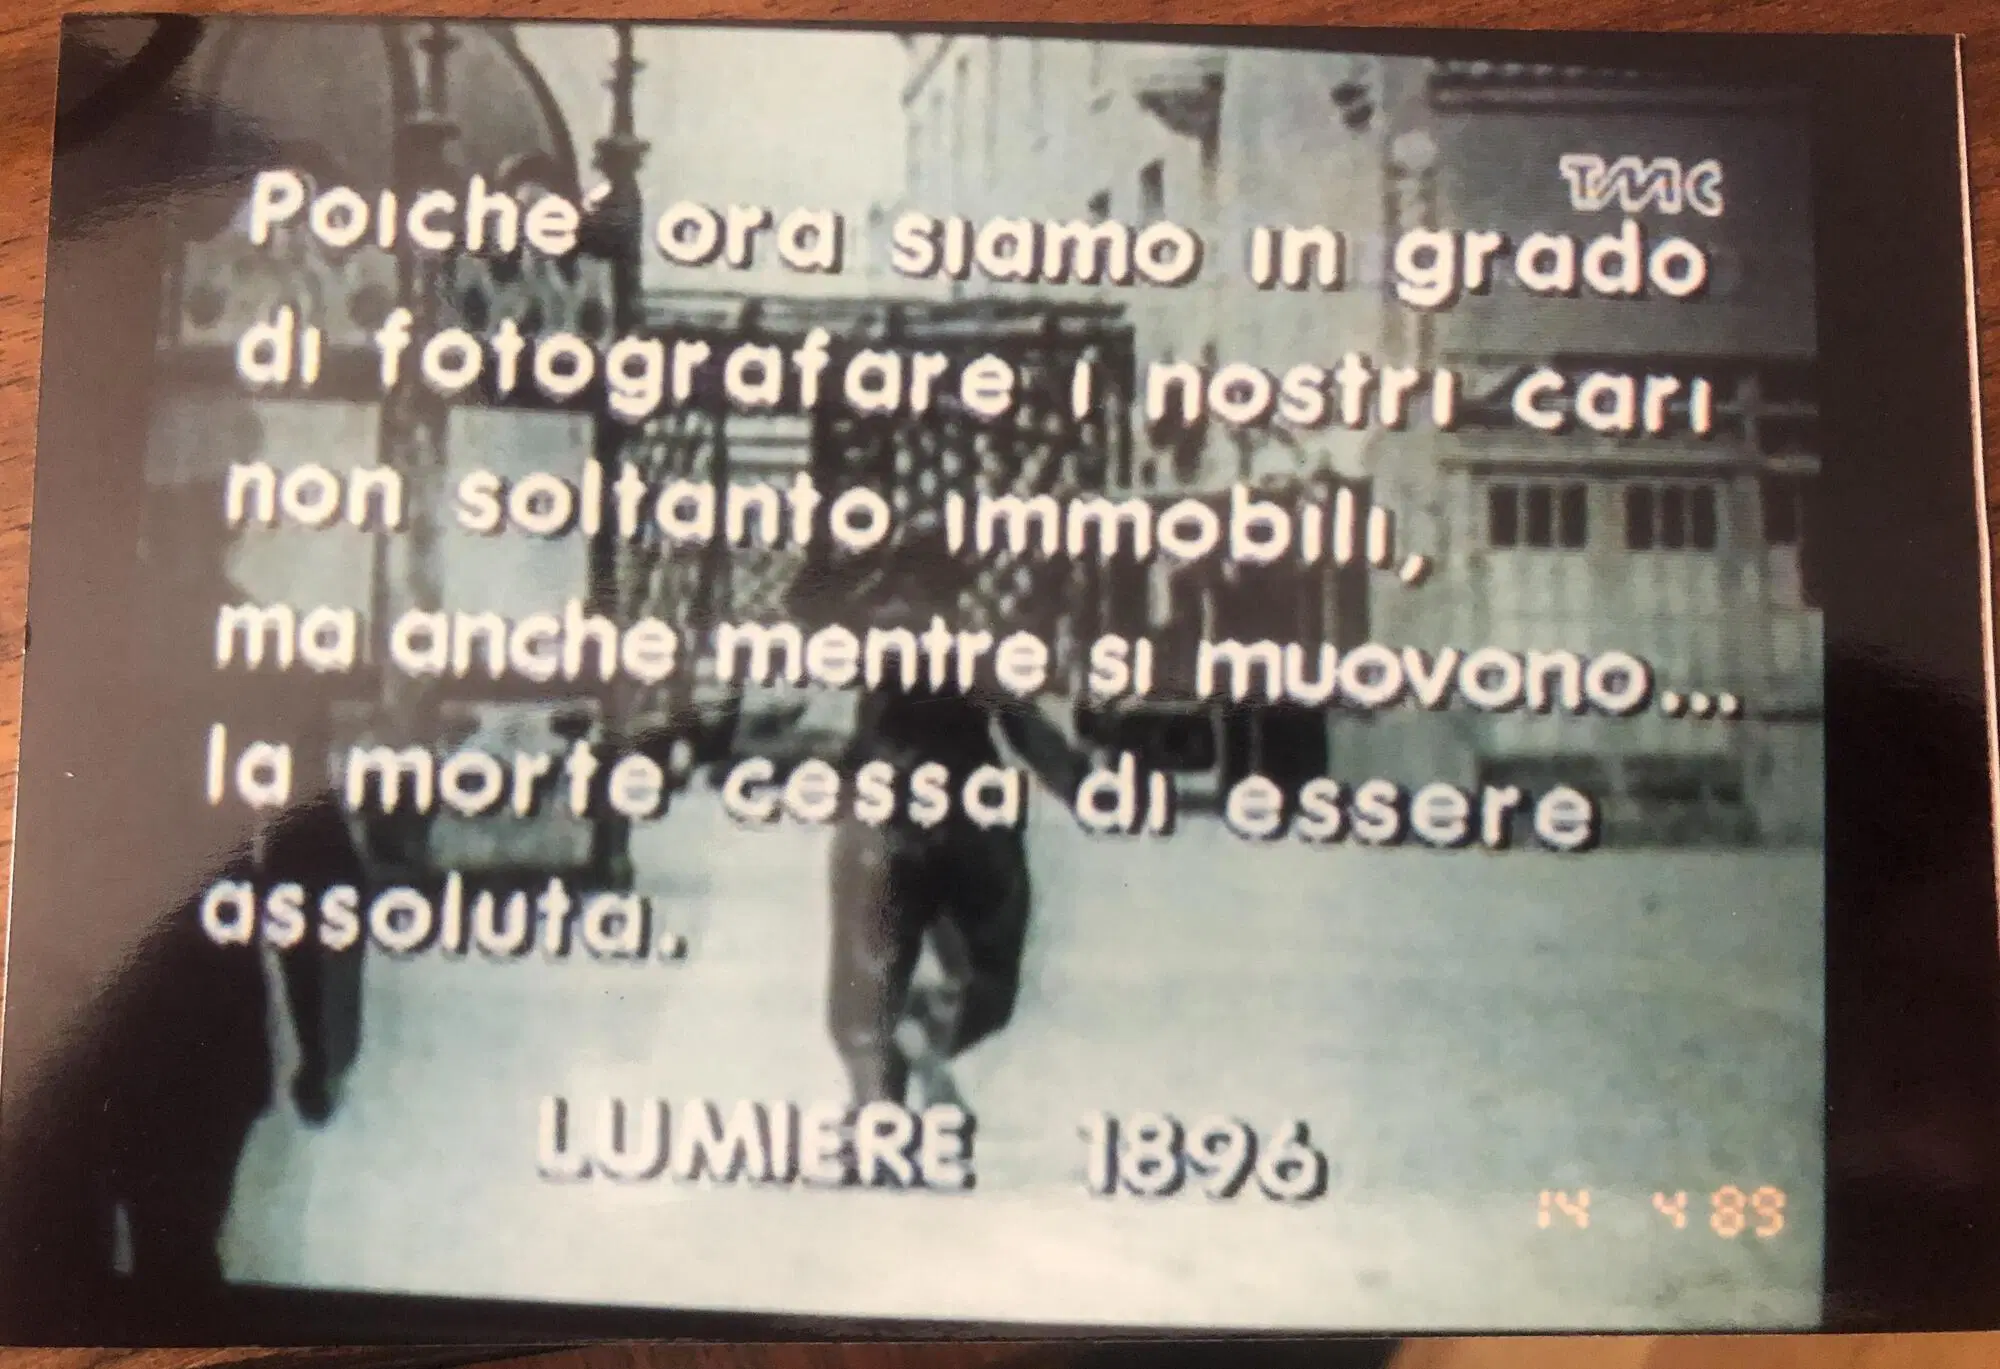 TMC
Poiche' ora siamo in grado
di fotografare i nostri cari
non soltanto immobili,
ma anche mentre si muovono...
la morte cessa di essere
assoluta.
LUMIERE 1896
14 4 89